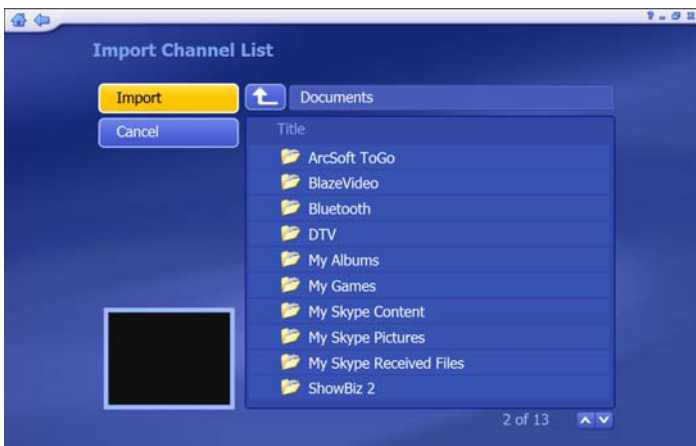 Import Channel List
Import
Documents
Cancel
Title
ArcSoft ToGo
BlazeVideo
Bluetooth
DTV
My Albums
My Games
My Skype Content
My Skype Pictures
My Skype Received Files
ShowBiz 2
2 of 13